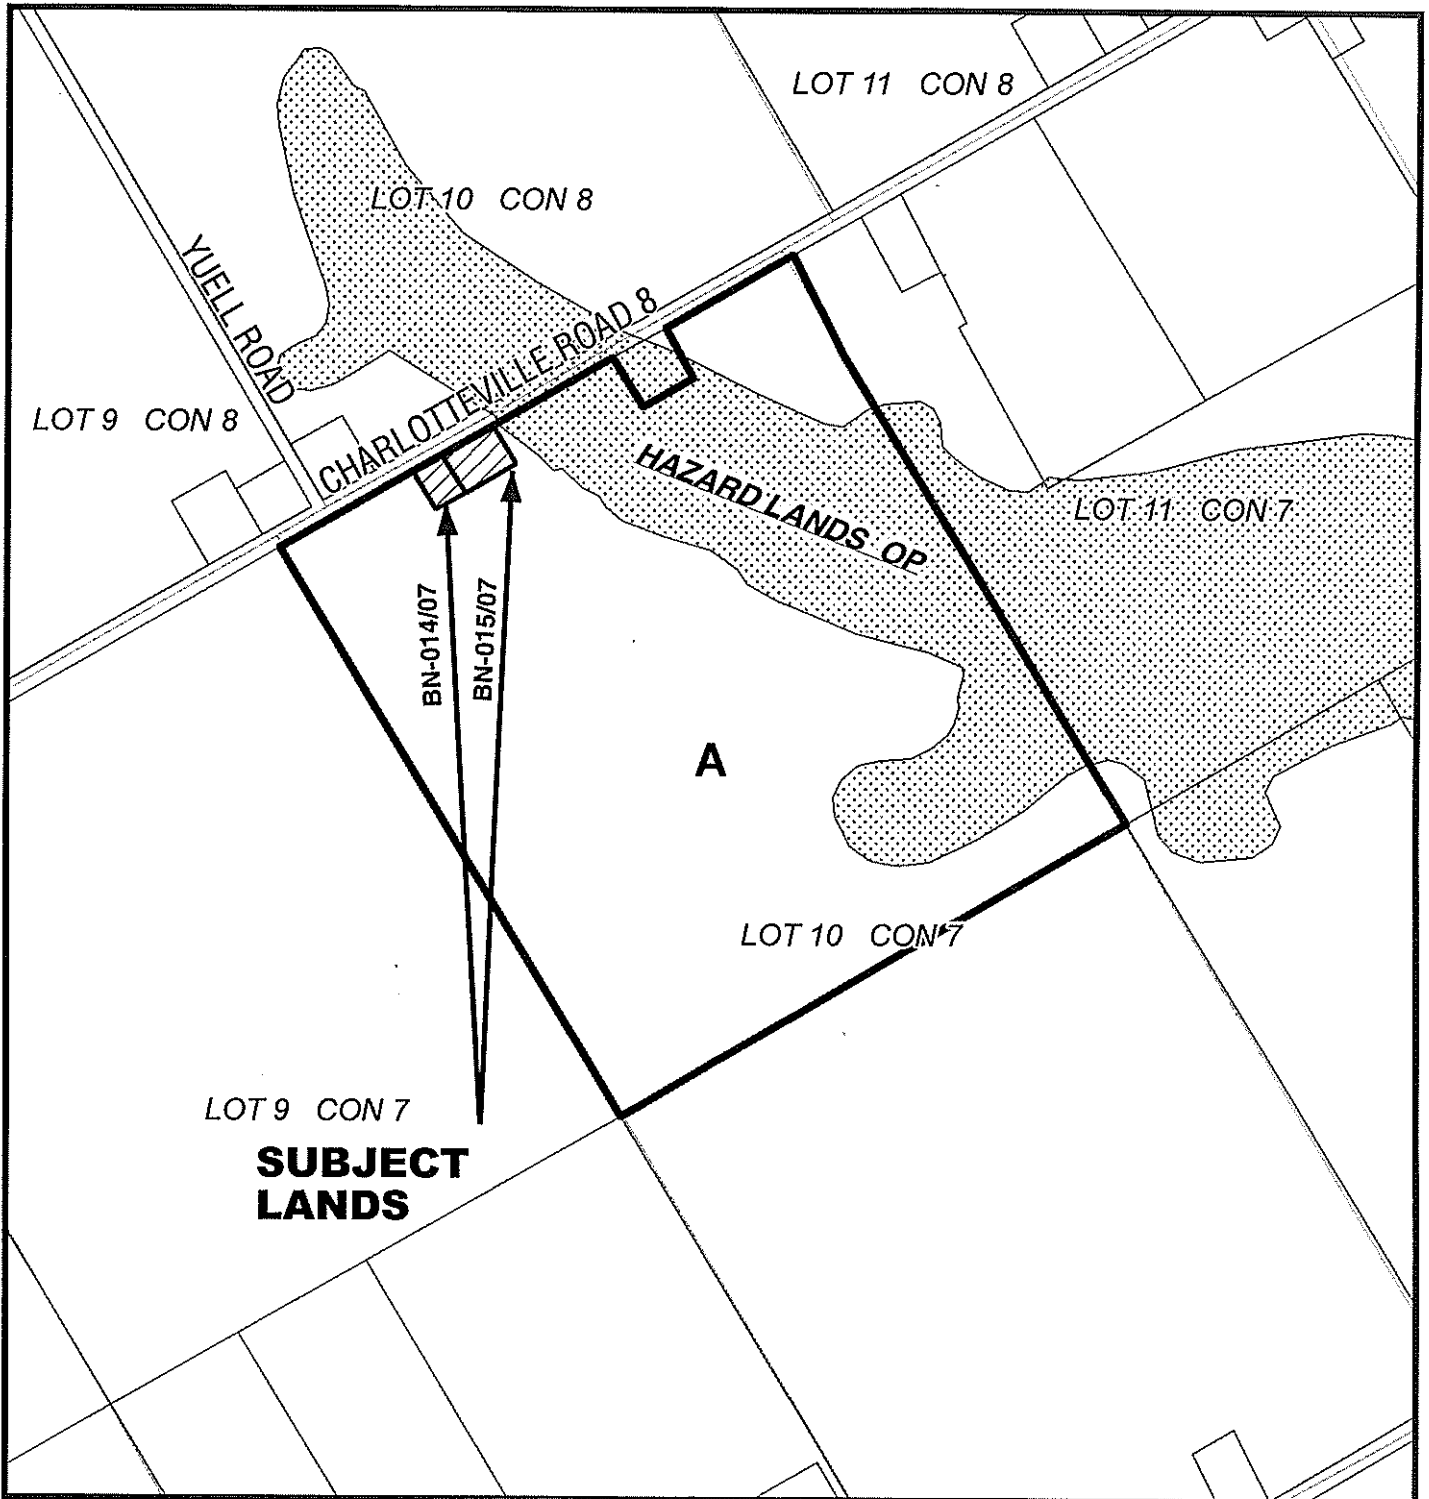 LOT 11 CON 8
LOT 10 CON 8
YUELL ROAD
CHARLOTTEVILLE ROAD 8
LOT 9 CON 8
HAZARD LANDS OP
LOT 11 CON 7
BN-014/07
BN-015/07
A
LOT 10 CON 7
LOT 9 CON 7
SUBJECT
LANDS